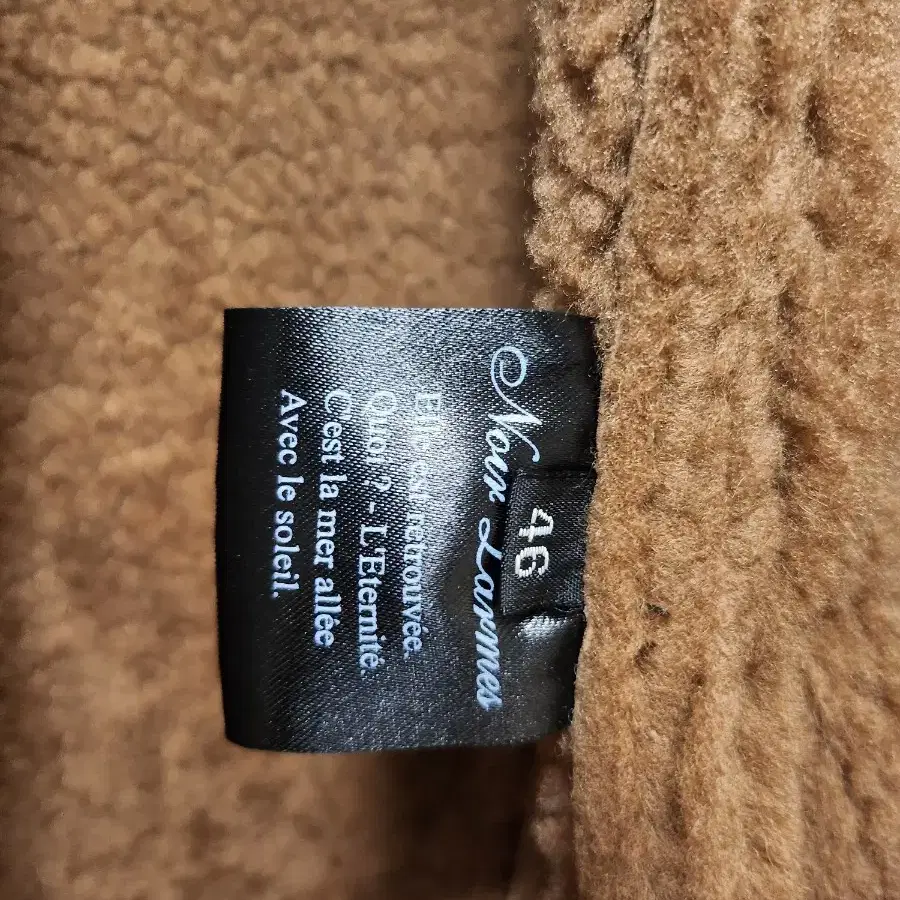 Noir Larmes
46
Elle est retrouvée.
Quoi ? - L'Eternité.
C'est la mer allée
Avec le soleil.